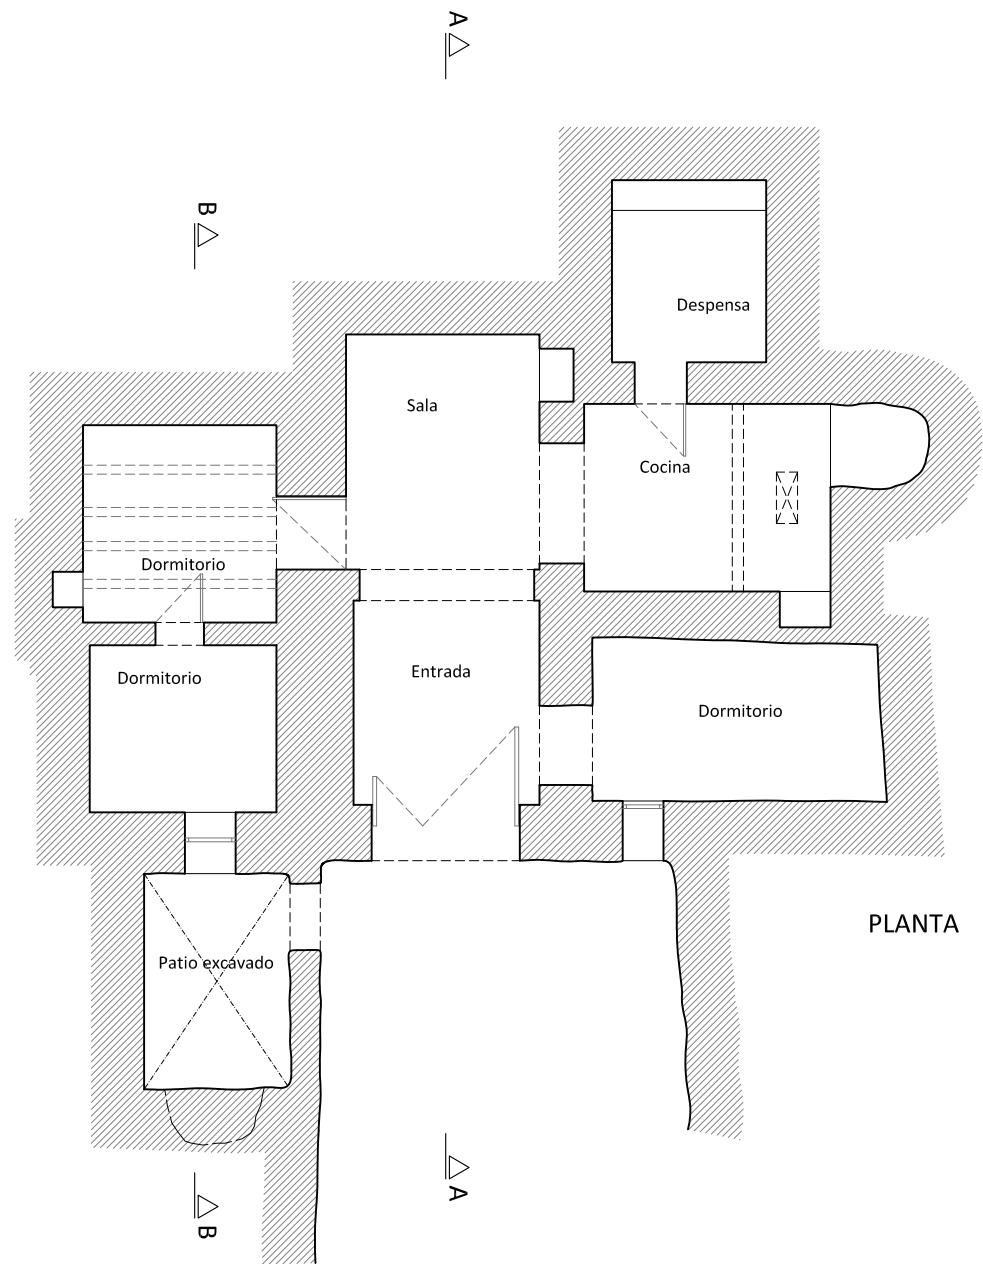 A
B
Despensa
Sala
Cocina
Dormitorio
Dormitorio
Entrada
Dormitorio
PLANTA
Patio excavado
A
B